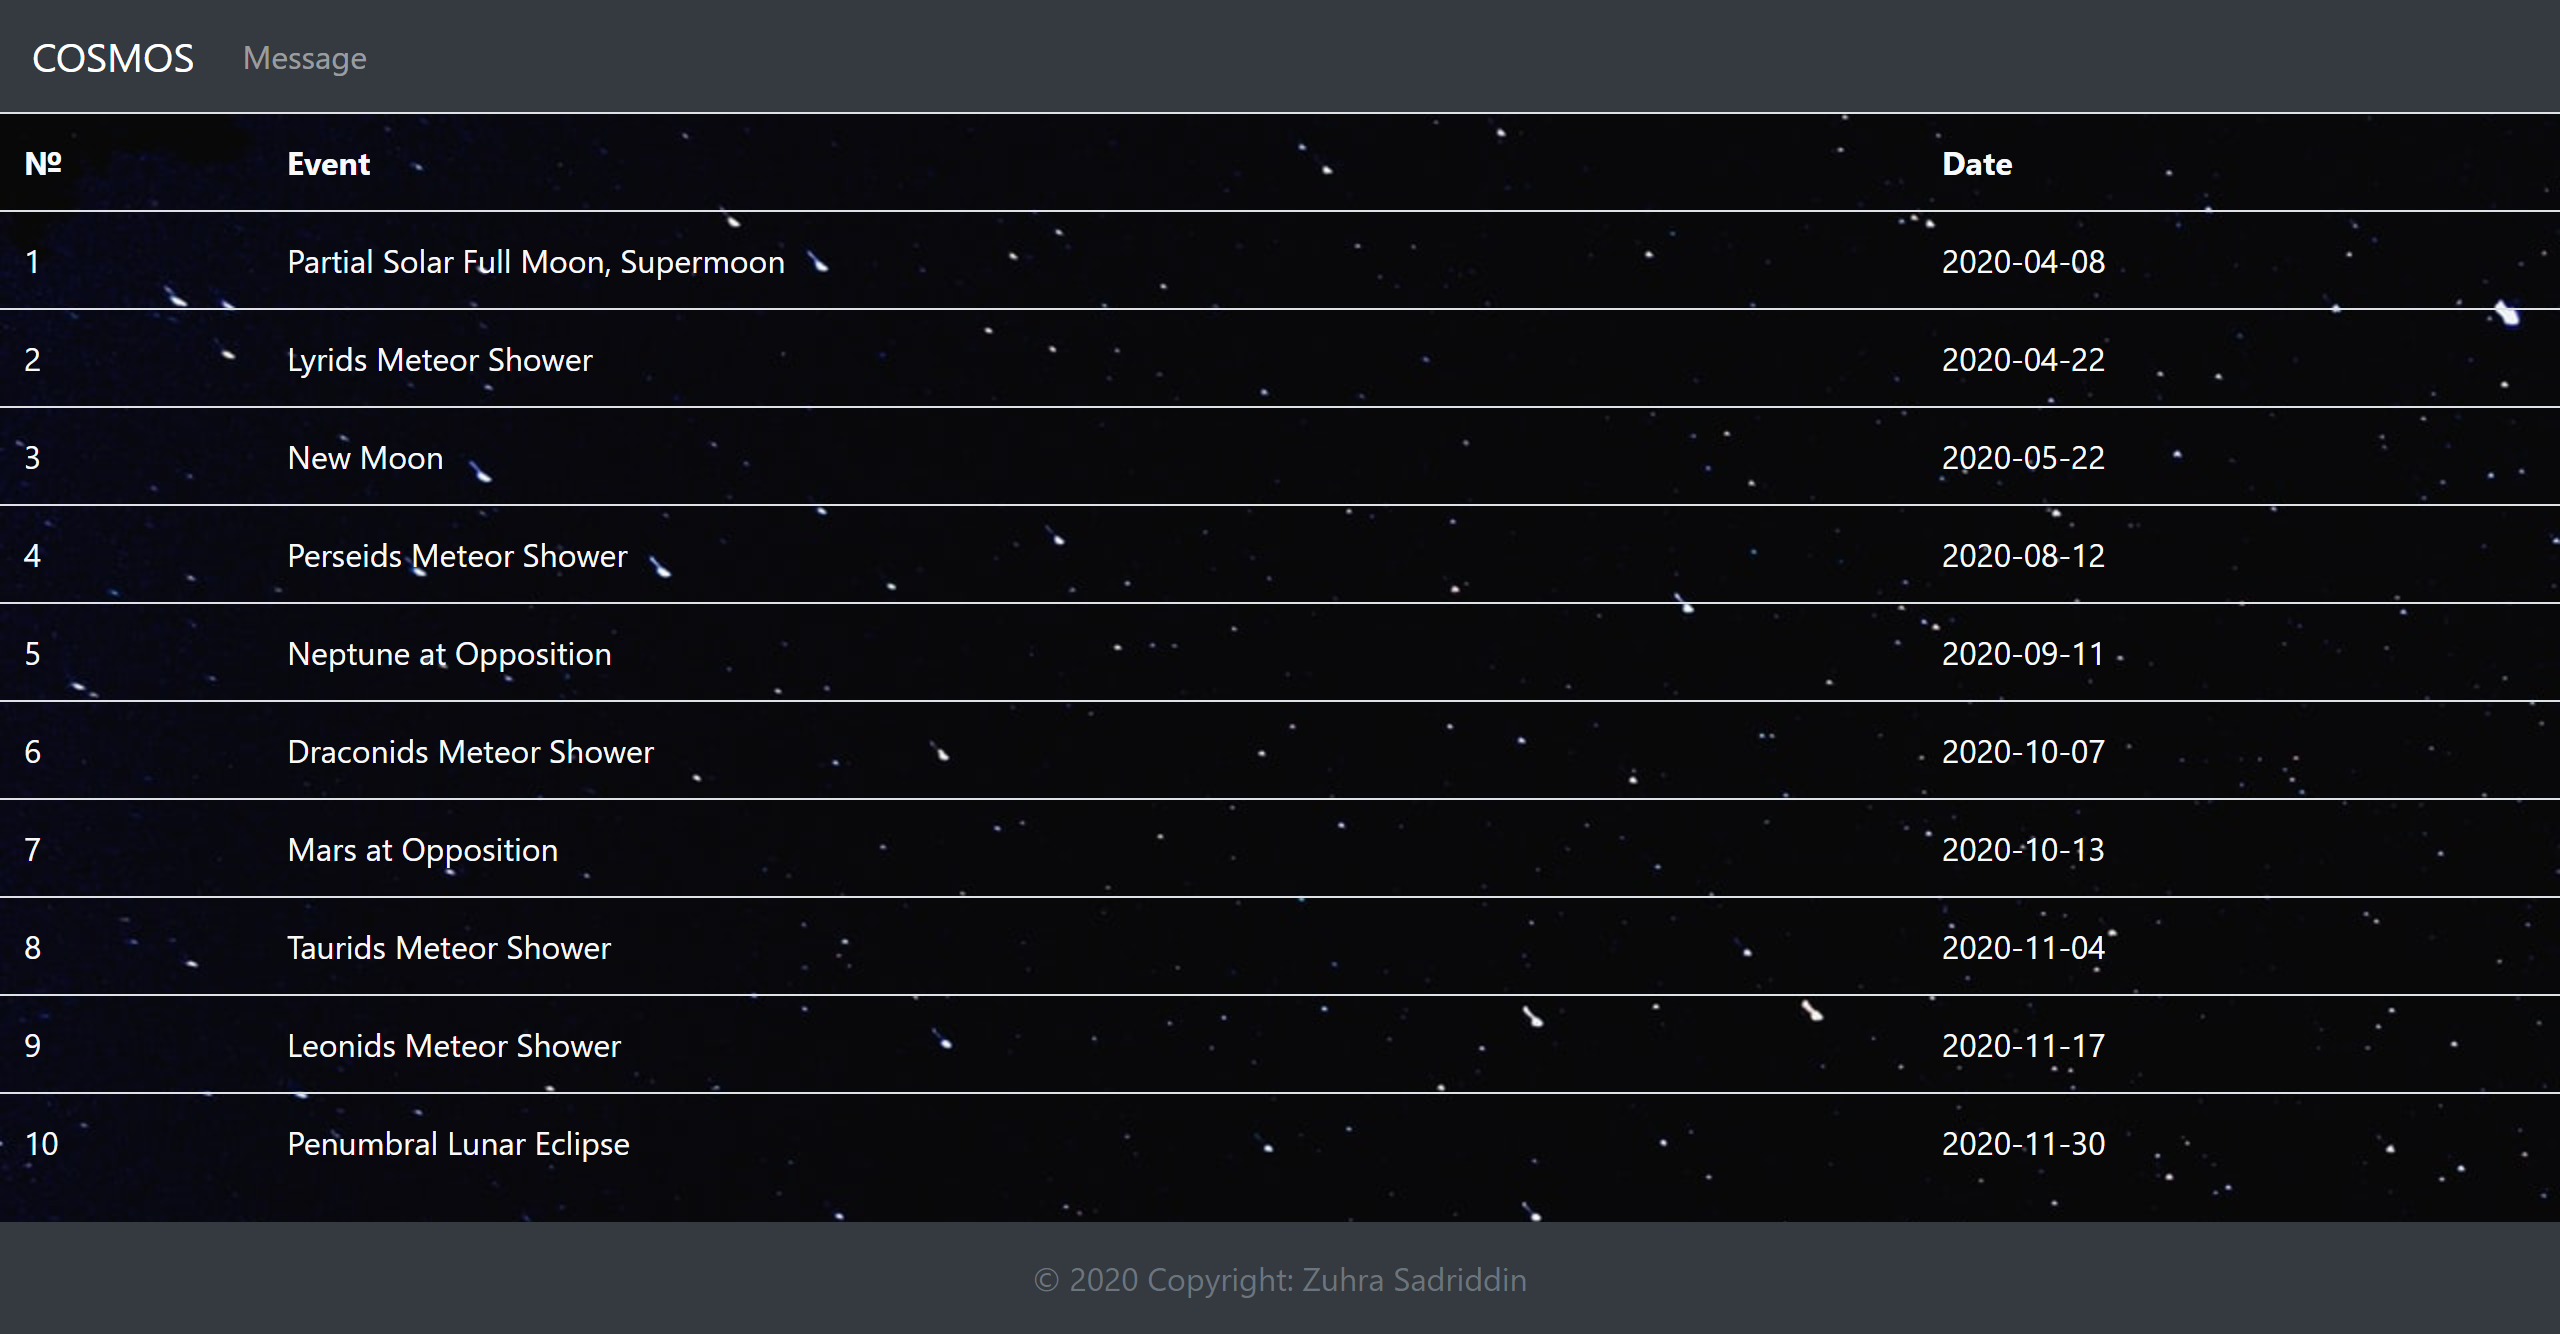 COSMOS Message
№ Event Date
1 Partial Solar Full Moon, Supermoon 2020-04-08
2 Lyrids Meteor Shower 2020-04-22
3 New Moon 2020-05-22
4 Perseids Meteor Shower 2020-08-12
5 Neptune at Opposition 2020-09-11
6 Draconids Meteor Shower 2020-10-07
7 Mars at Opposition 2020-10-13
8 Taurids Meteor Shower 2020-11-04
9 Leonids Meteor Shower 2020-11-17
10 Penumbral Lunar Eclipse 2020-11-30
© 2020 Copyright: Zuhra Sadriddin